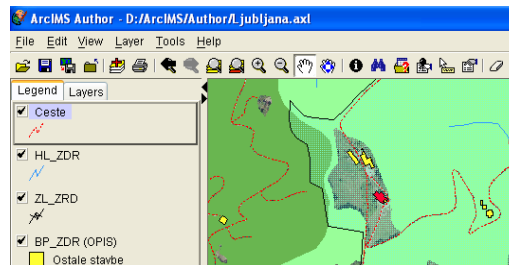 ArcIMS Author - D:/ArcIMS/Author/Ljubljana.axl
File Edit View Layer Tools Help
Legend Layers
Ceste
HL_ZDR
ZL_ZRD
BP_ZDR (OPIS)
Ostale stavbe